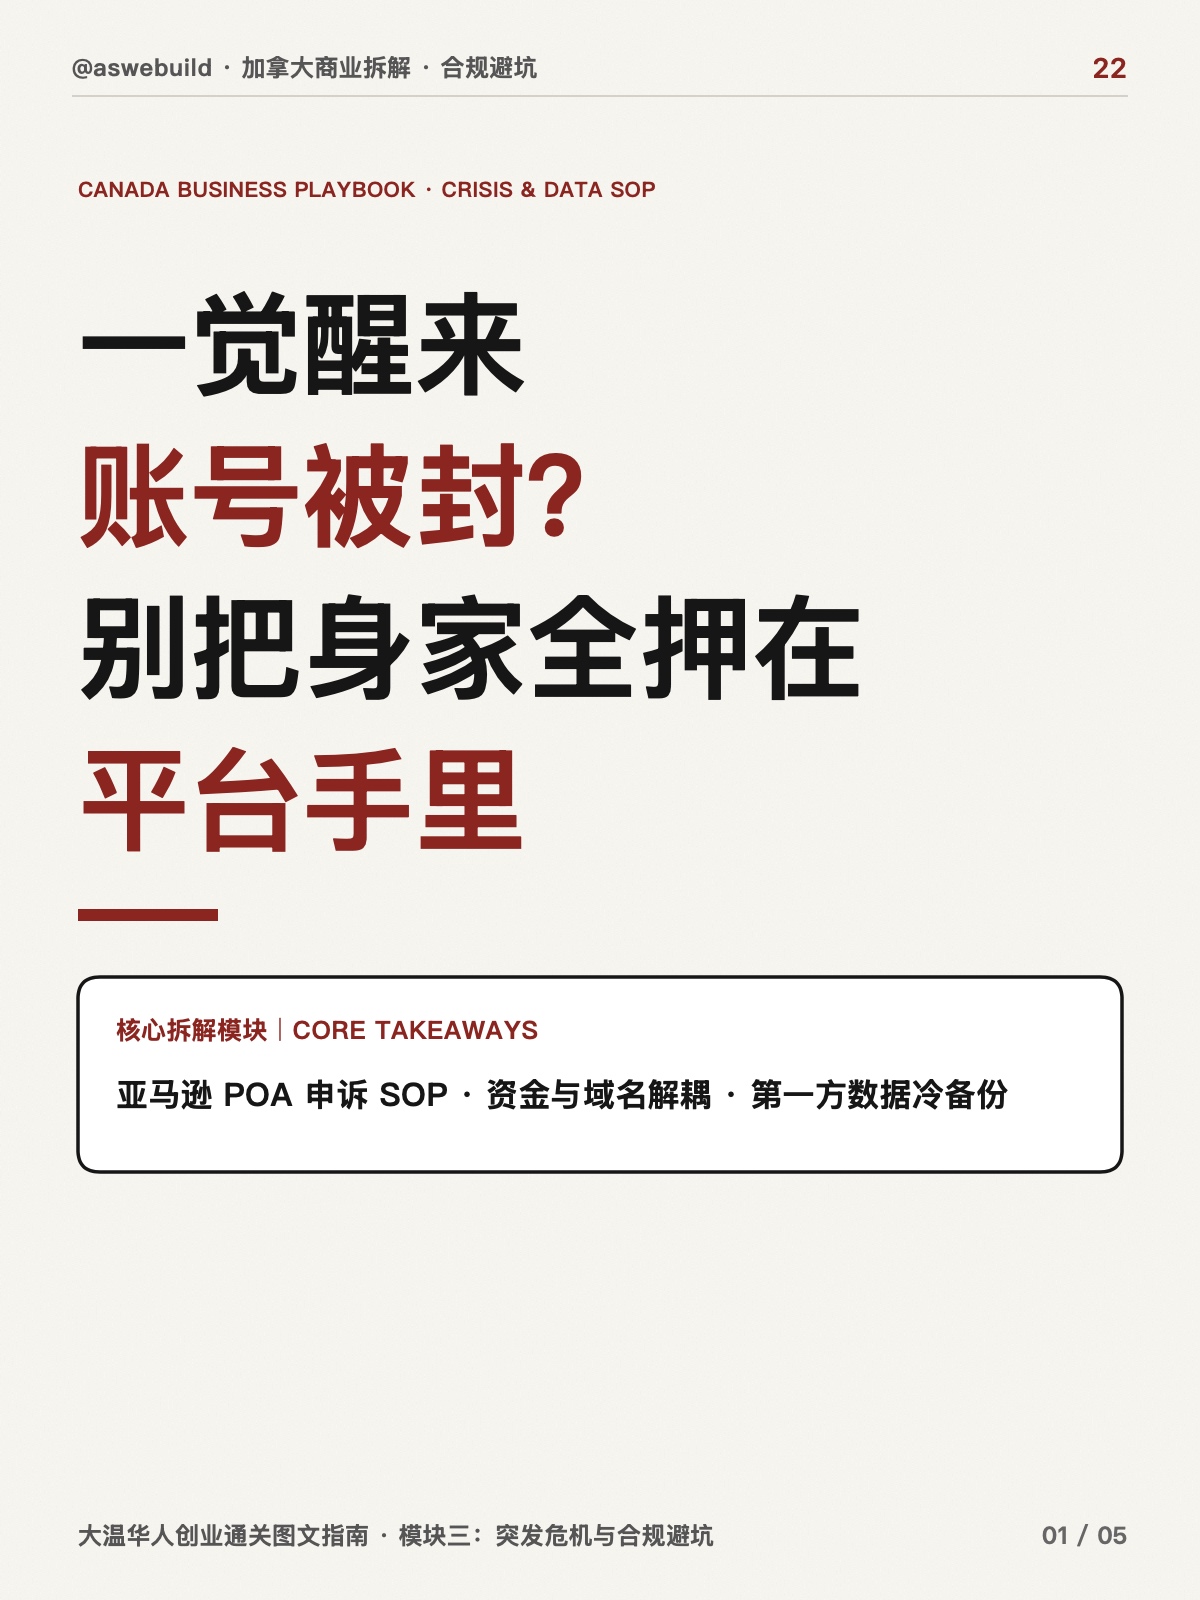 @aswebuild · 加拿大商业拆解 · 合规避坑
22
CANADA BUSINESS PLAYBOOK · CRISIS & DATA SOP
一觉醒来
账号被封？
别把身家全押在
平台手里
核心拆解模块｜CORE TAKEAWAYS
亚马逊 POA 申诉 SOP · 资金与域名解耦 · 第一方数据冷备份
大温华人创业通关图文指南 · 模块三：突发危机与合规避坑
01 / 05